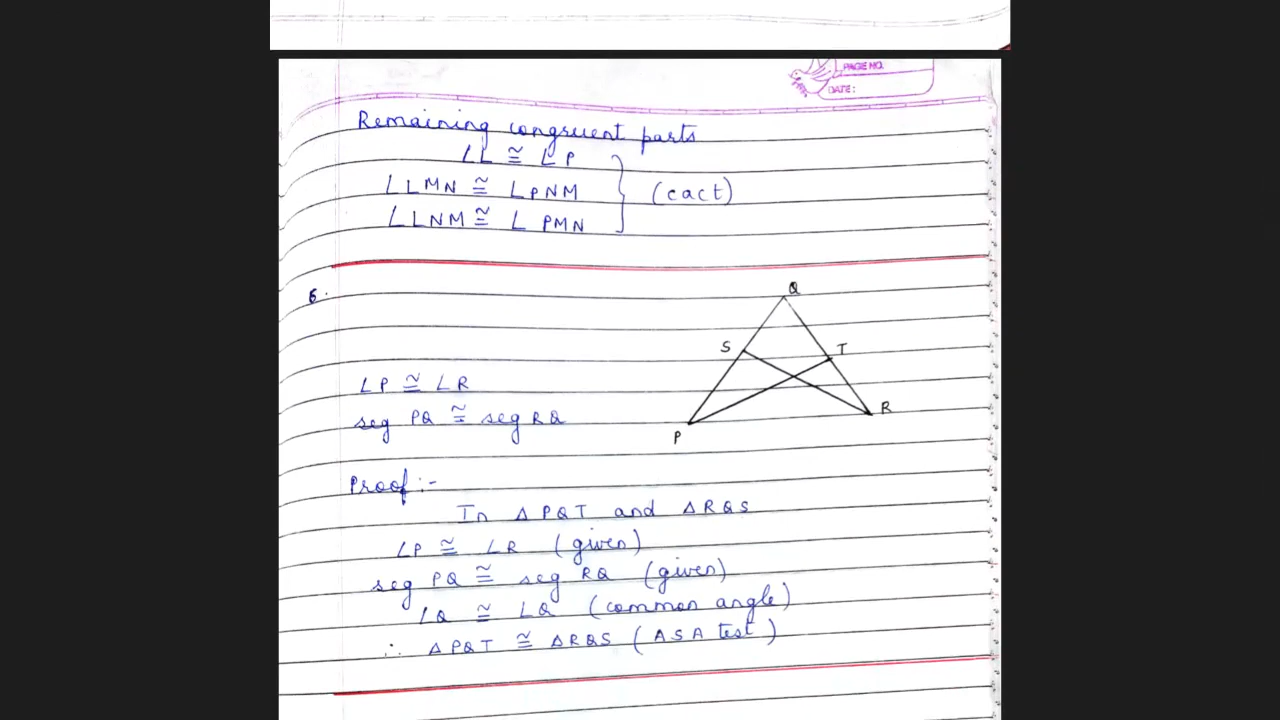 PAGE NO.
DATE:
Remaining congruent parts
∠L ≅ ∠P
∠LMN ≅ ∠PNM } (cact)
∠LNM ≅ ∠PMN
6.
Q
S T
R
P
∠P ≅ ∠R
seg PQ ≅ seg RQ
Proof :-
In △PQT and △RQS
∠P ≅ ∠R (given)
seg PQ ≅ seg RQ (given)
∠Q ≅ ∠Q (common angle)
∴ △PQT ≅ △RQS (ASA test)